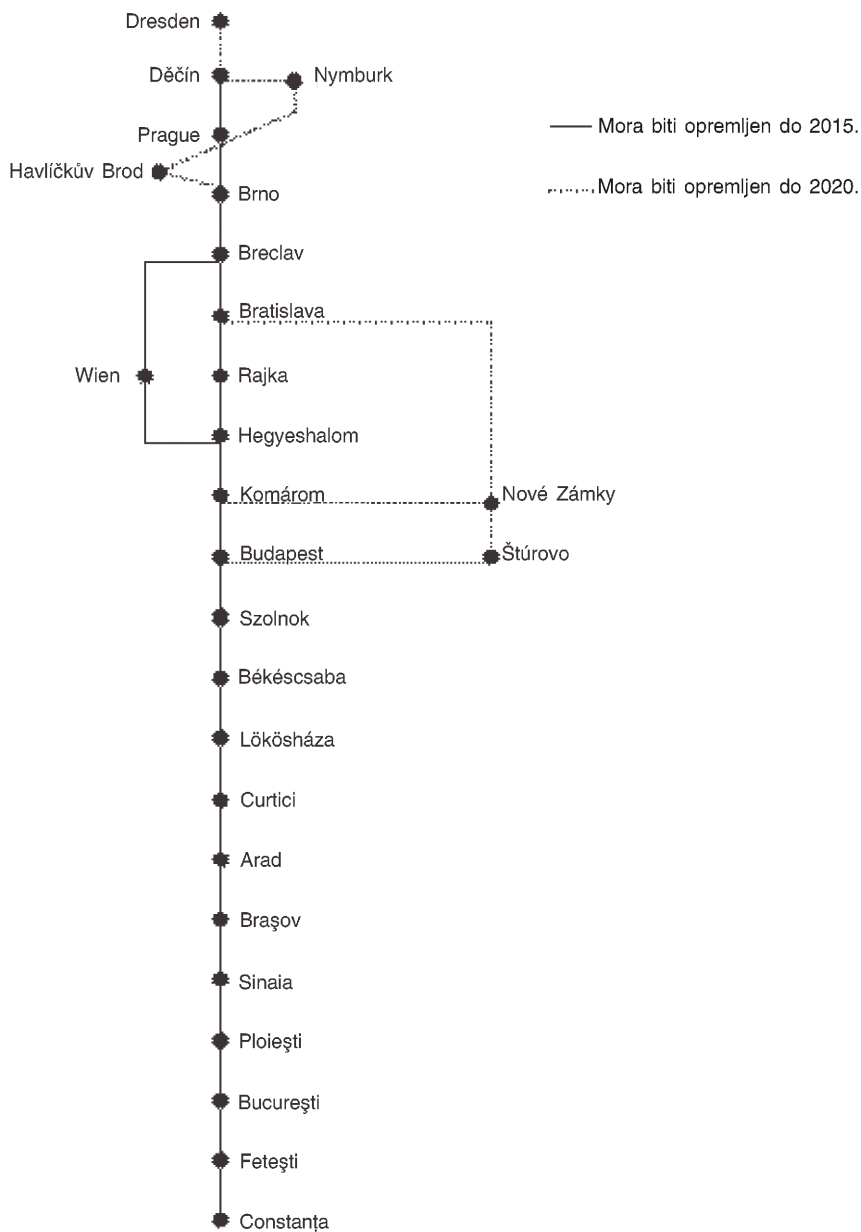 Dresden
Děčín
Nymburk
Mora biti opremljen do 2015.
Prague
Havlíčkův Brod
Mora biti opremljen do 2020.
Brno
Breclav
Bratislava
Wien
Rajka
Hegyeshalom
Komárom
Nové Zámky
Budapest
Štúrovo
Szolnok
Békéscsaba
Lökösháza
Curtici
Arad
Braşov
Sinaia
Ploieşti
Bucureşti
Feteşti
Constanţa